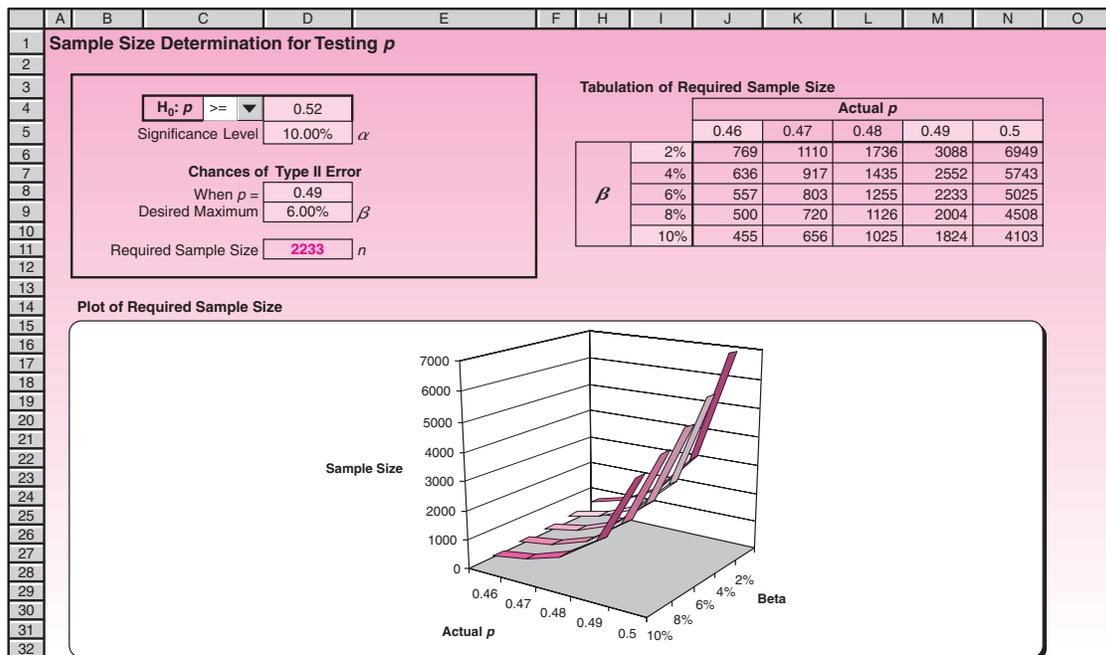 A B C D E F H I J K L M N O
1 Sample Size Determination for Testing p
2
3 Tabulation of Required Sample Size
4 H0: p >= 0.52 Actual p
5 Significance Level 10.00% α 0.46 0.47 0.48 0.49 0.5
6 2% 769 1110 1736 3088 6949
7 Chances of Type II Error 4% 636 917 1435 2552 5743
8 When p = 0.49 β 6% 557 803 1255 2233 5025
9 Desired Maximum 6.00% β 8% 500 720 1126 2004 4508
10 10% 455 656 1025 1824 4103
11 Required Sample Size 2233 n
12
13
14 Plot of Required Sample Size
15
16
17 7000
18
19 6000
20 5000
21
22 4000
23 Sample Size 3000
24
25 2000
26 1000
27
28 0
29 0.46 0.47 0.48 0.49 0.5 10% 8% 6% 4% 2% Beta
30
31 Actual p
32